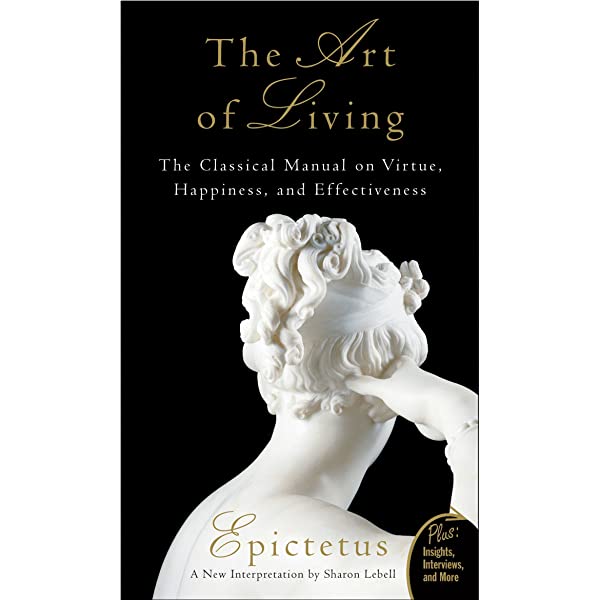 The Art
of Living
The Classical Manual on Virtue,
Happiness, and Effectiveness
Epictetus
A New Interpretation by Sharon Lebell
Plus:
Insights,
Interviews,
and More